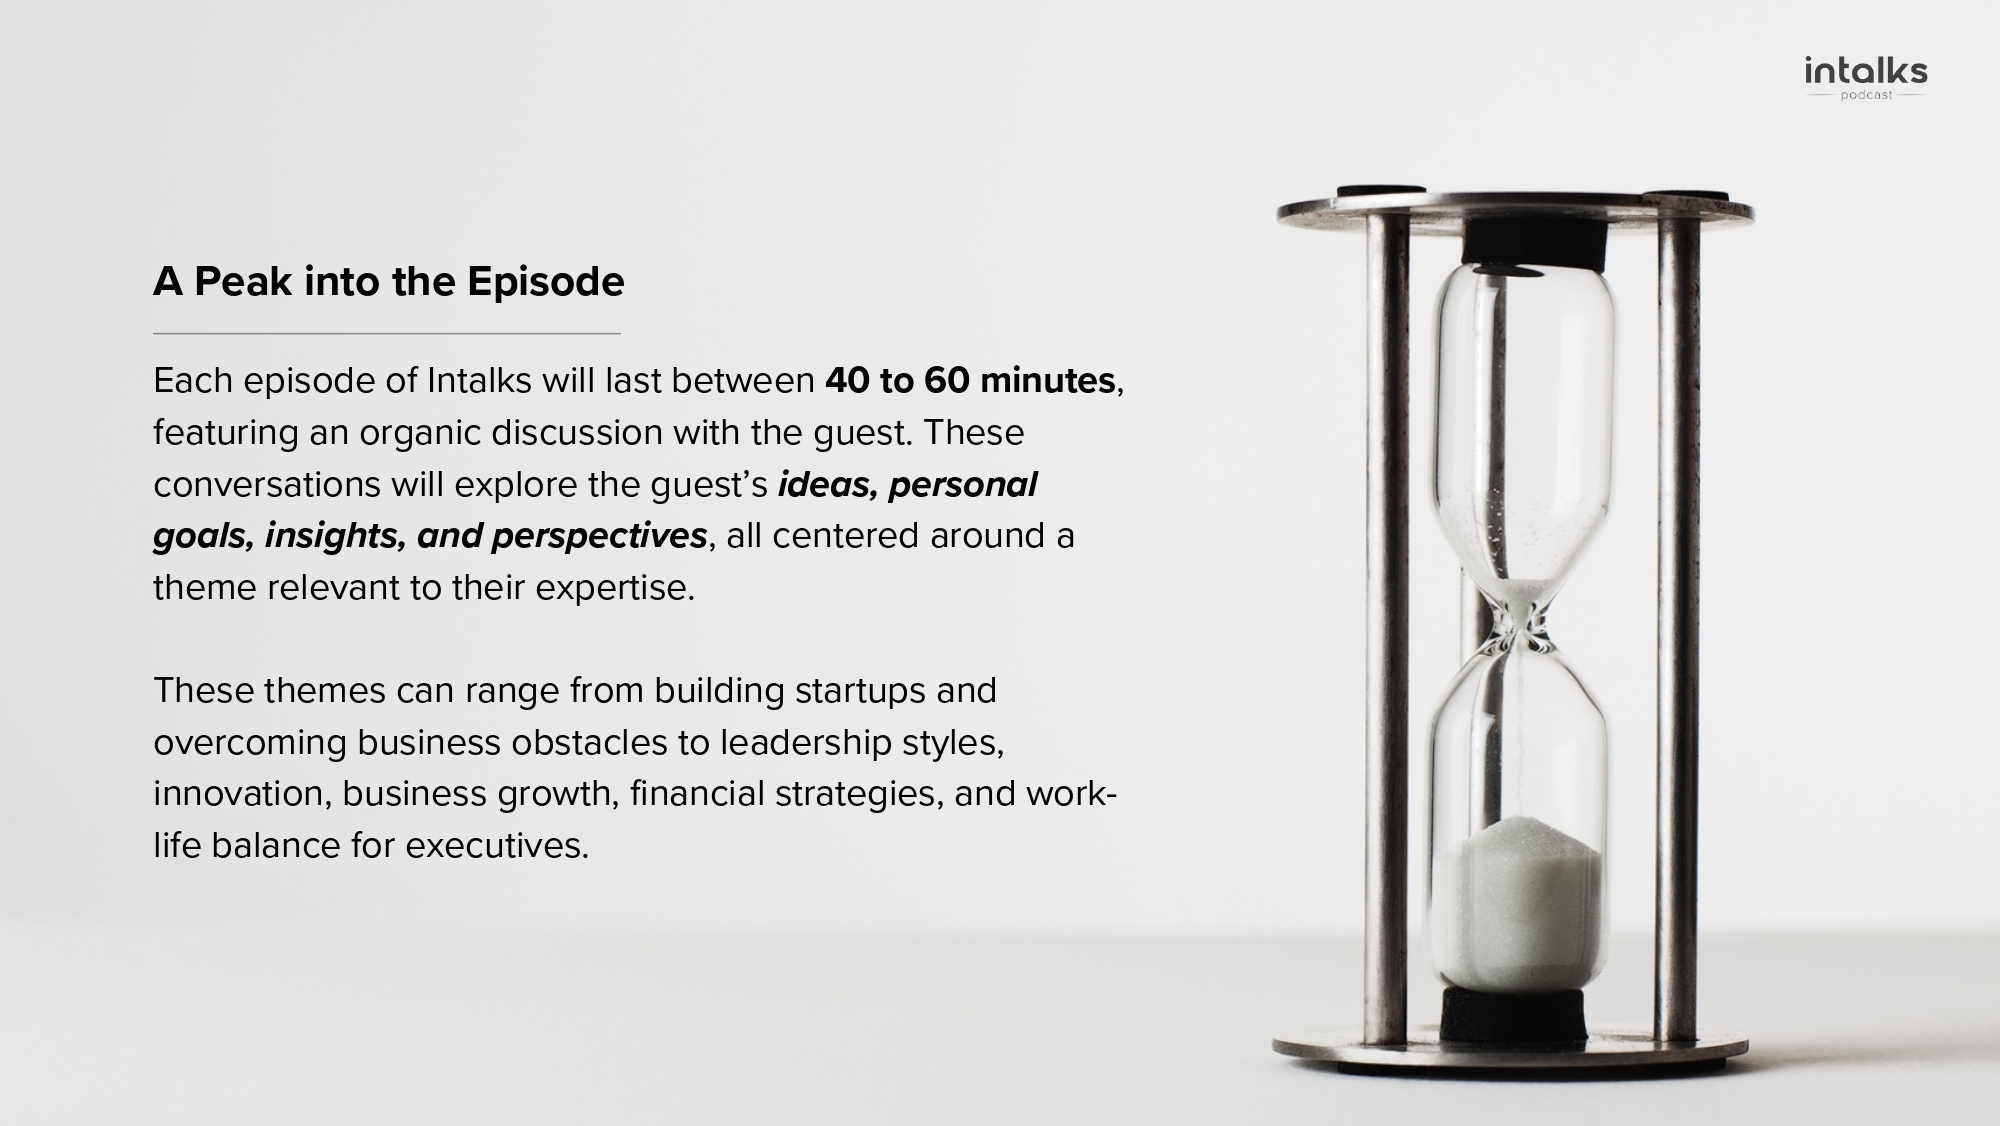 intalks
podcast
A Peak into the Episode
Each episode of Intalks will last between 40 to 60 minutes,
featuring an organic discussion with the guest. These
conversations will explore the guest’s ideas, personal
goals, insights, and perspectives, all centered around a
theme relevant to their expertise.
These themes can range from building startups and
overcoming business obstacles to leadership styles,
innovation, business growth, financial strategies, and work-
life balance for executives.